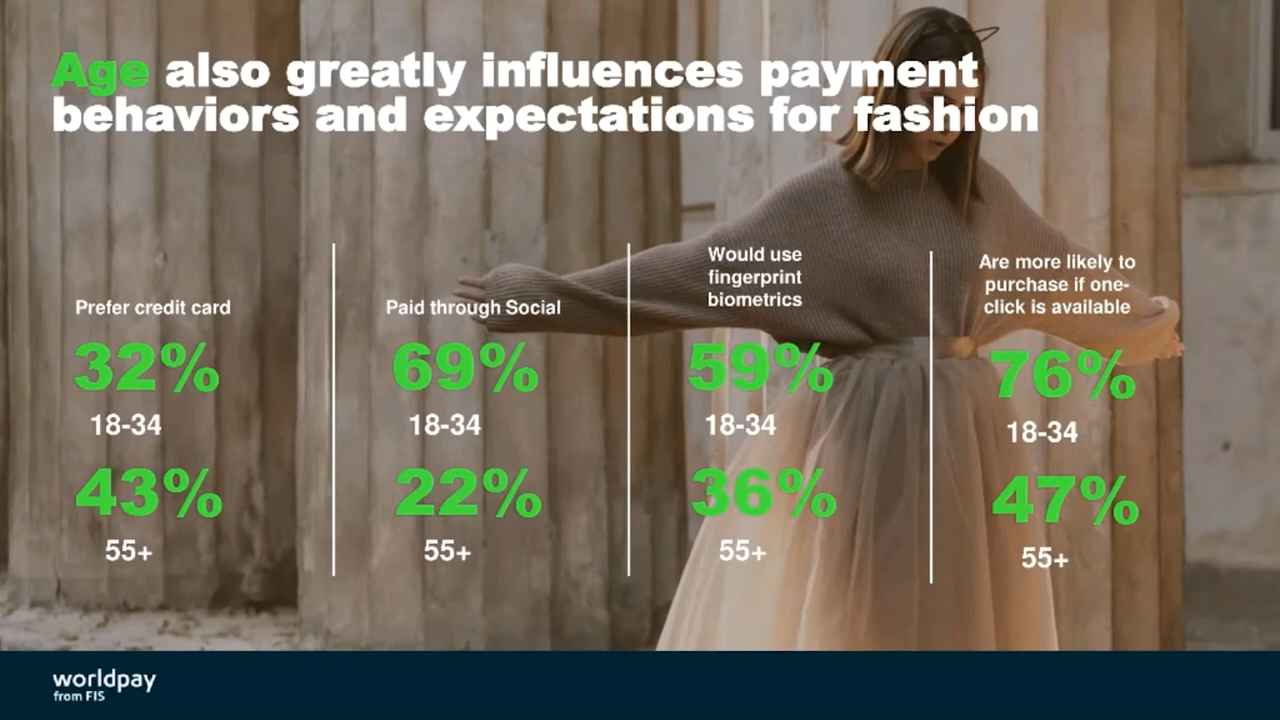 Age also greatly influences payment
behaviors and expectations for fashion
Prefer credit card
32%
18-34
43%
55+
Paid through Social
69%
18-34
22%
55+
Would use
fingerprint
biometrics
59%
18-34
36%
55+
Are more likely to
purchase if one-
click is available
76%
18-34
47%
55+
worldpay
from FIS